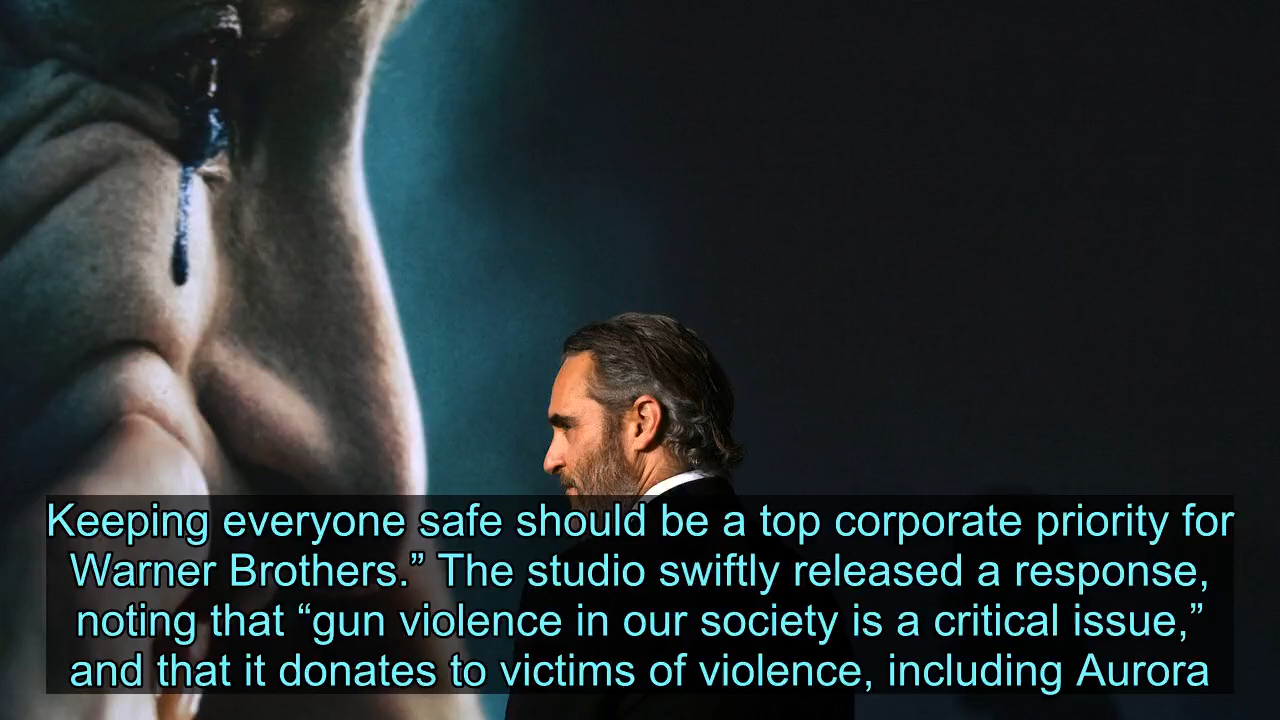 Keeping everyone safe should be a top corporate priority for
Warner Brothers.” The studio swiftly released a response,
noting that “gun violence in our society is a critical issue,”
and that it donates to victims of violence, including Aurora